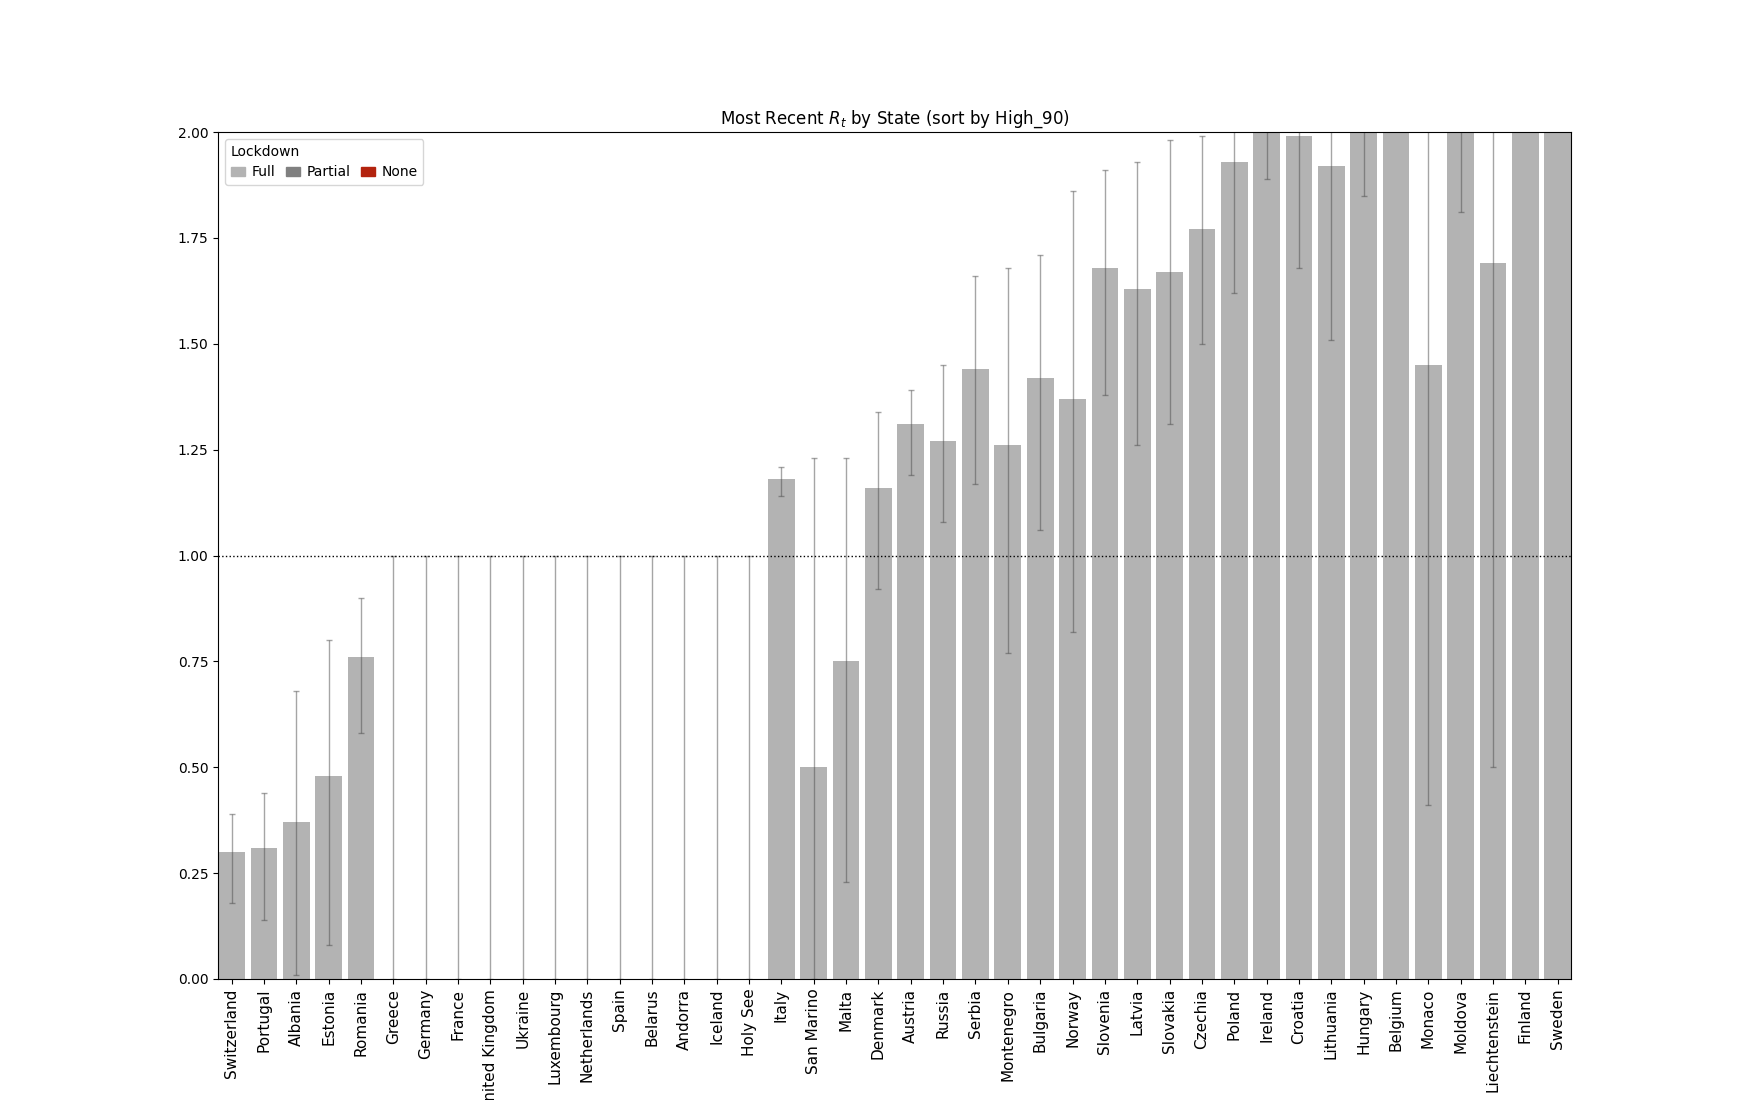 Most Recent R_t by State (sort by High_90)
Lockdown
Full Partial None
2.00
1.75
1.50
1.25
1.00
0.75
0.50
0.25
0.00
Switzerland
Portugal
Albania
Estonia
Romania
Greece
Germany
France
nited Kingdom
Ukraine
Luxembourg
Netherlands
Spain
Belarus
Andorra
Iceland
Holy See
Italy
San Marino
Malta
Denmark
Austria
Russia
Serbia
Montenegro
Bulgaria
Norway
Slovenia
Latvia
Slovakia
Czechia
Poland
Ireland
Croatia
Lithuania
Hungary
Belgium
Monaco
Moldova
Liechtenstein
Finland
Sweden